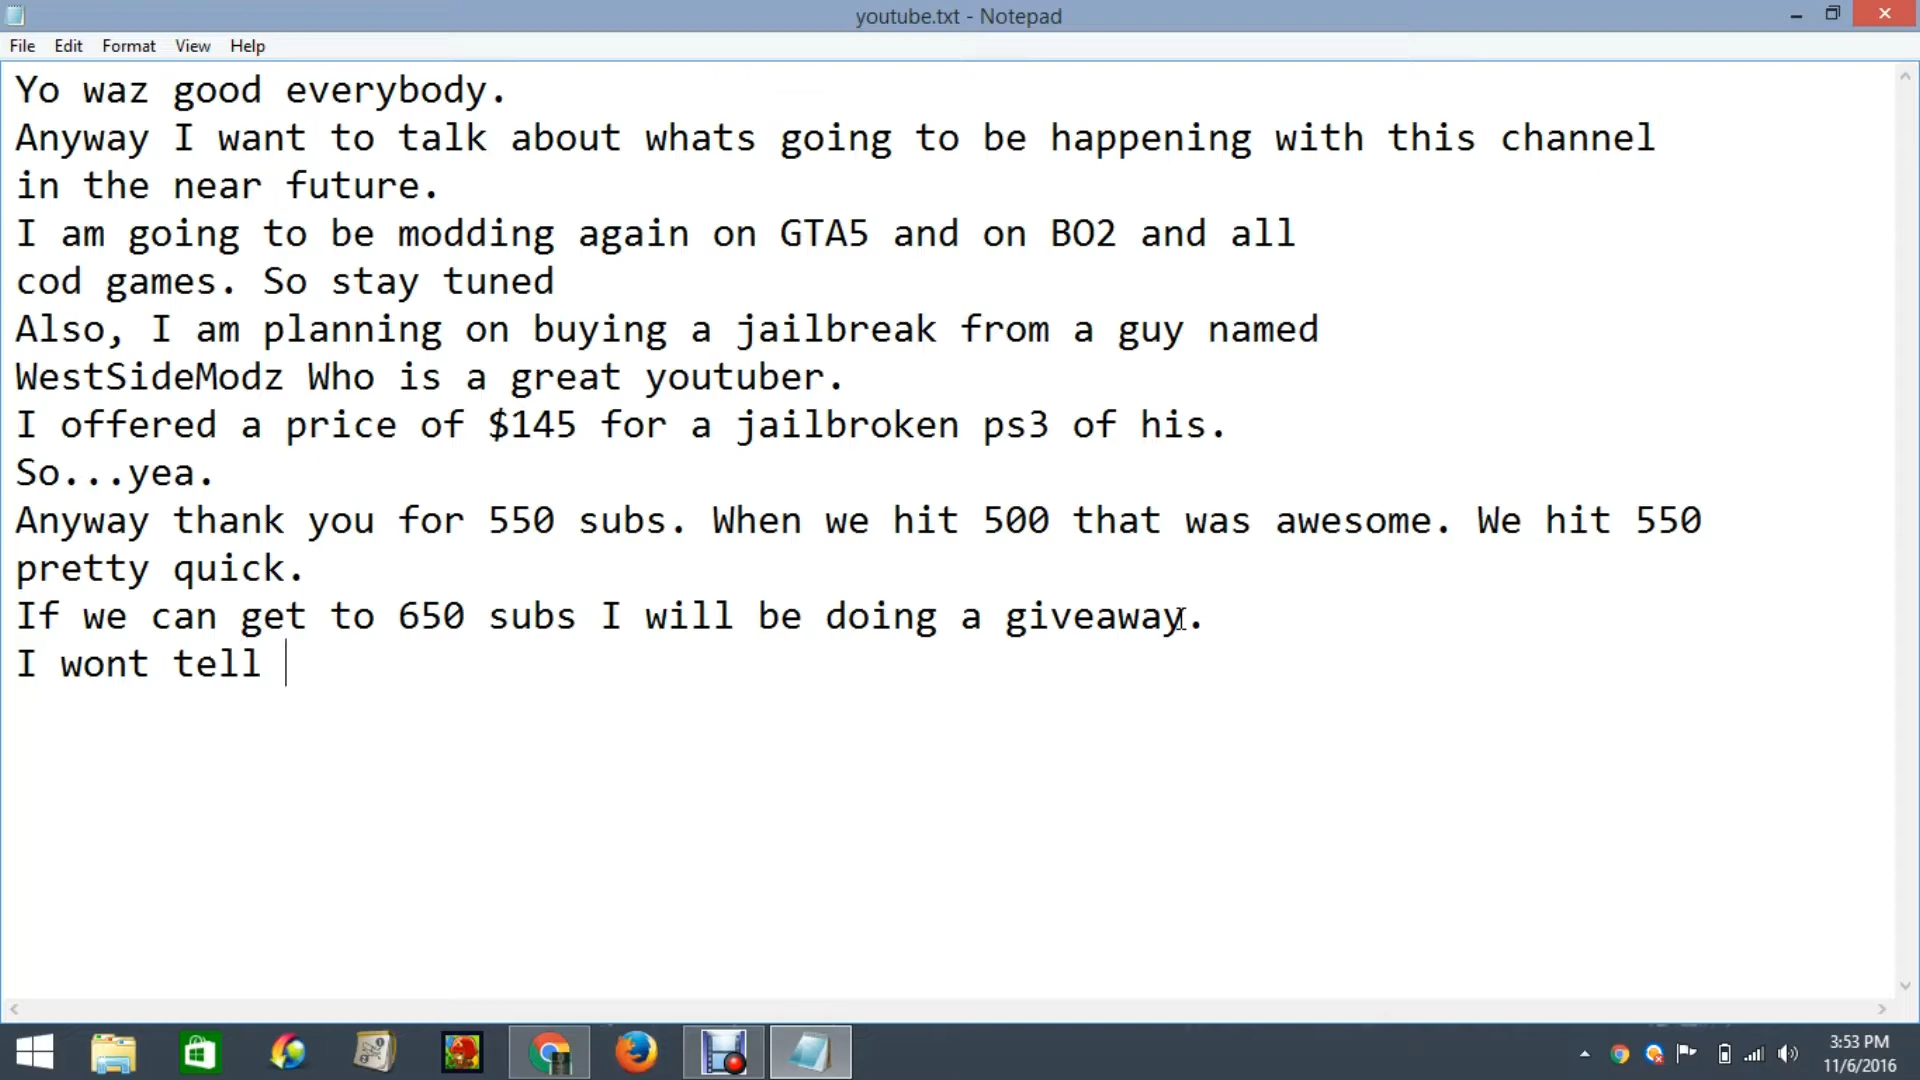 youtube.txt - Notepad
File Edit Format View Help
Yo waz good everybody.
Anyway I want to talk about whats going to be happening with this channel
in the near future.
I am going to be modding again on GTA5 and on BO2 and all
cod games. So stay tuned
Also, I am planning on buying a jailbreak from a guy named
WestSideModz Who is a great youtuber.
I offered a price of $145 for a jailbroken ps3 of his.
So...yea.
Anyway thank you for 550 subs. When we hit 500 that was awesome. We hit 550
pretty quick.
If we can get to 650 subs I will be doing a giveaway.
I wont tell
3:53 PM
11/6/2016